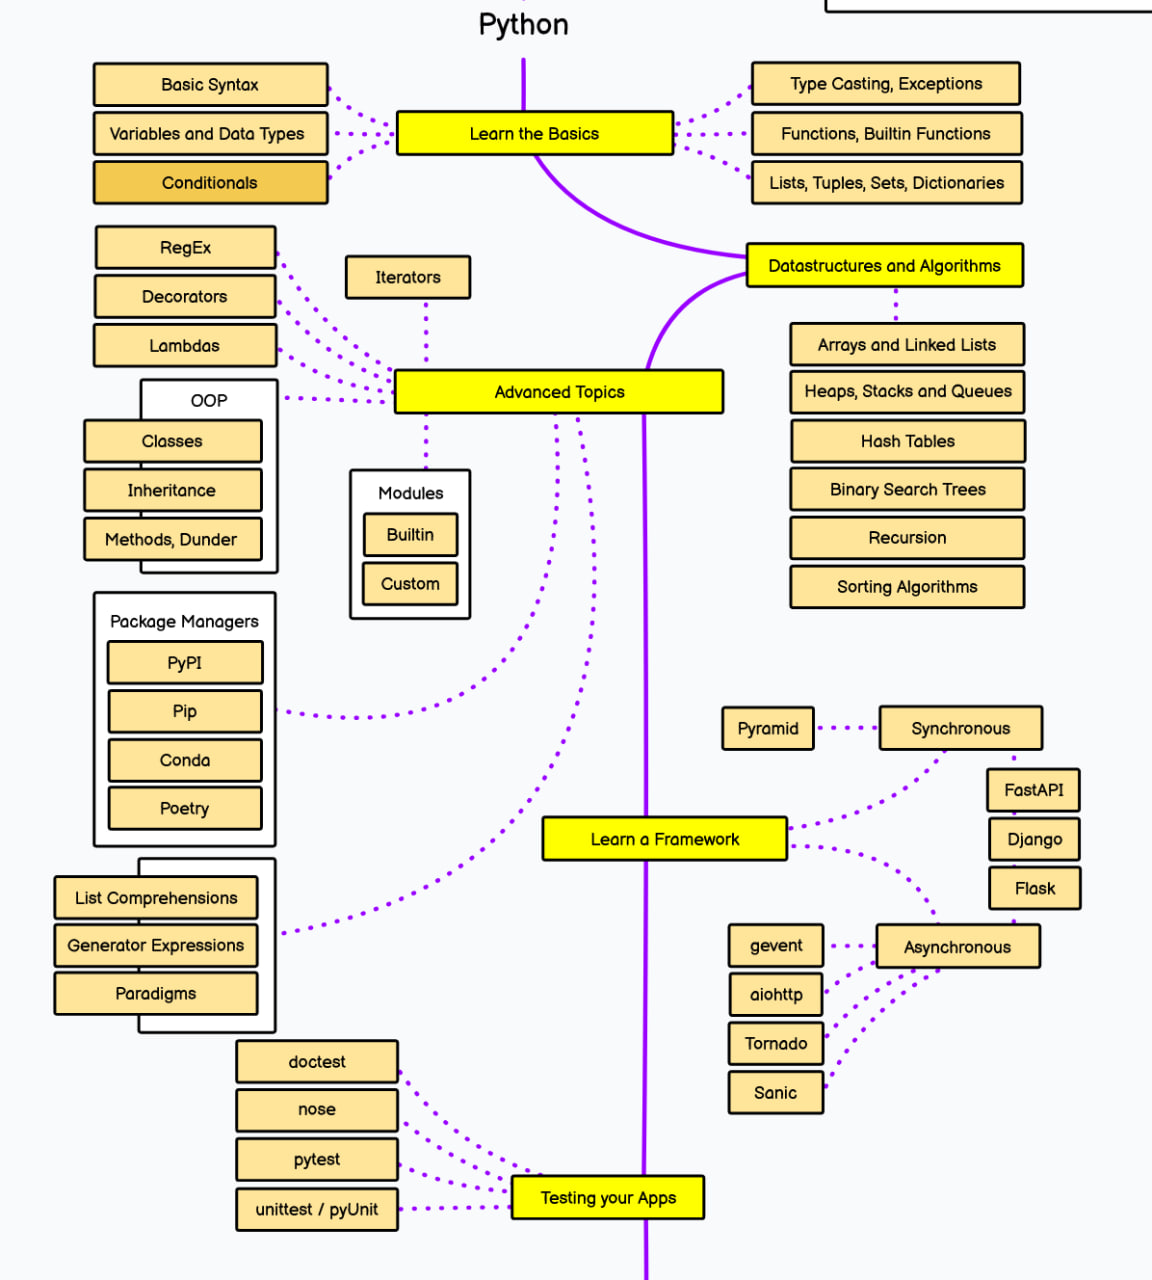 Python
Basic Syntax
Variables and Data Types
Conditionals
Learn the Basics
Type Casting, Exceptions
Functions, Builtin Functions
Lists, Tuples, Sets, Dictionaries
RegEx
Decorators
Lambdas
Iterators
Datastructures and Algorithms
Arrays and Linked Lists
Heaps, Stacks and Queues
Hash Tables
Binary Search Trees
Recursion
Sorting Algorithms
Advanced Topics
OOP
Classes
Inheritance
Methods, Dunder
Modules
Builtin
Custom
Package Managers
PyPI
Pip
Conda
Poetry
List Comprehensions
Generator Expressions
Paradigms
Pyramid
Synchronous
FastAPI
Django
Flask
Learn a Framework
Asynchronous
gevent
aiohttp
Tornado
Sanic
doctest
nose
pytest
unittest / pyUnit
Testing your Apps